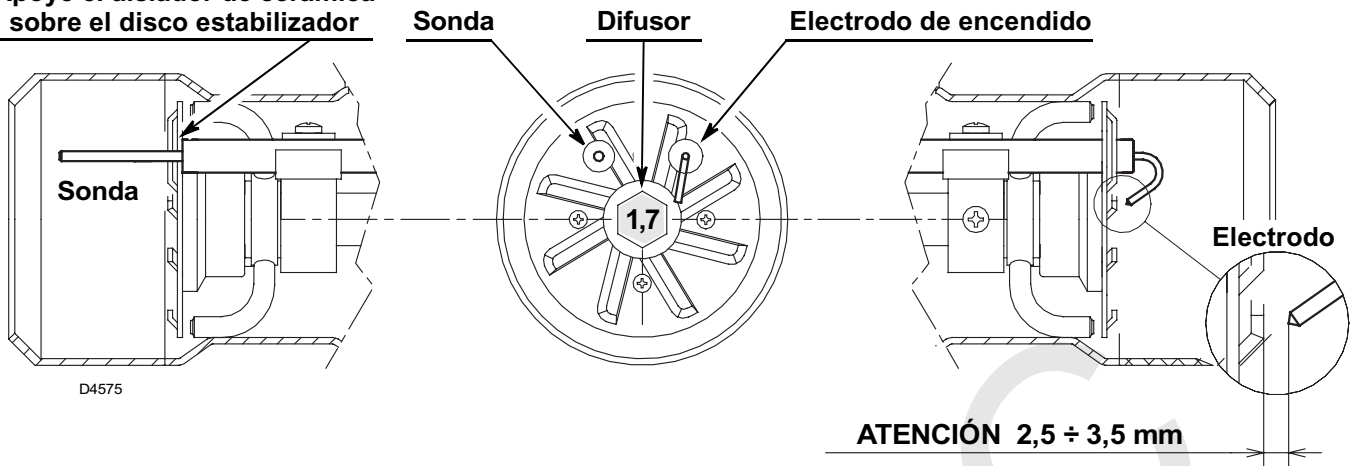 sobre el disco estabilizador
Sonda
Difusor
Electrodo de encendido
Sonda
1,7
Electrodo
D4575
ATENCIÓN 2,5 ÷ 3,5 mm